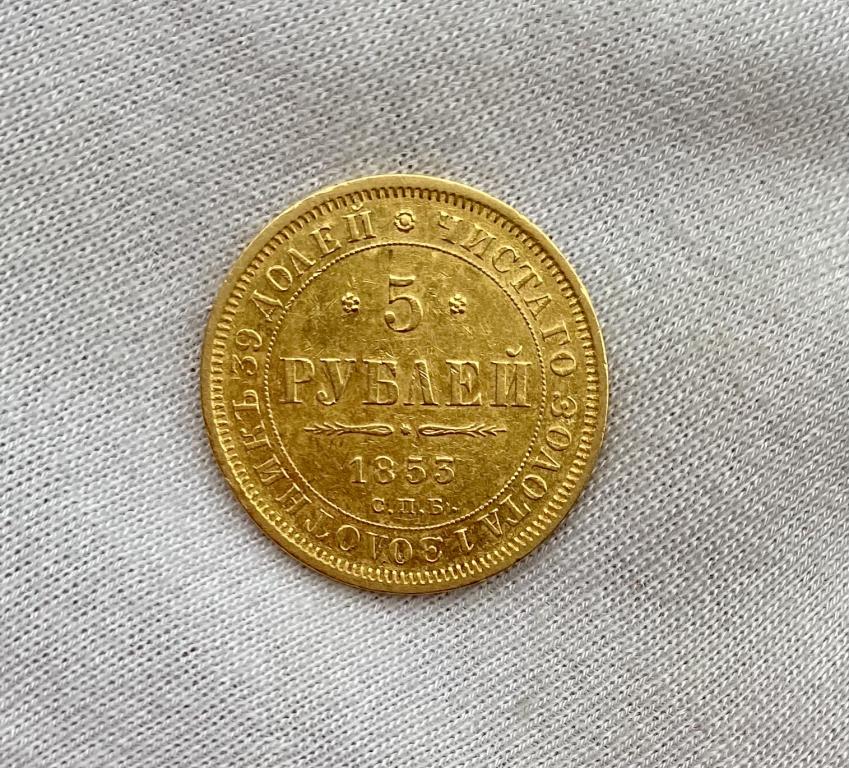 ЧИСТАГО ЗОЛОТА 1 ЗОЛОТНИКЪ 39 ДОЛЕЙ
5
РУБЛЕЙ
1853
С.П.Б.